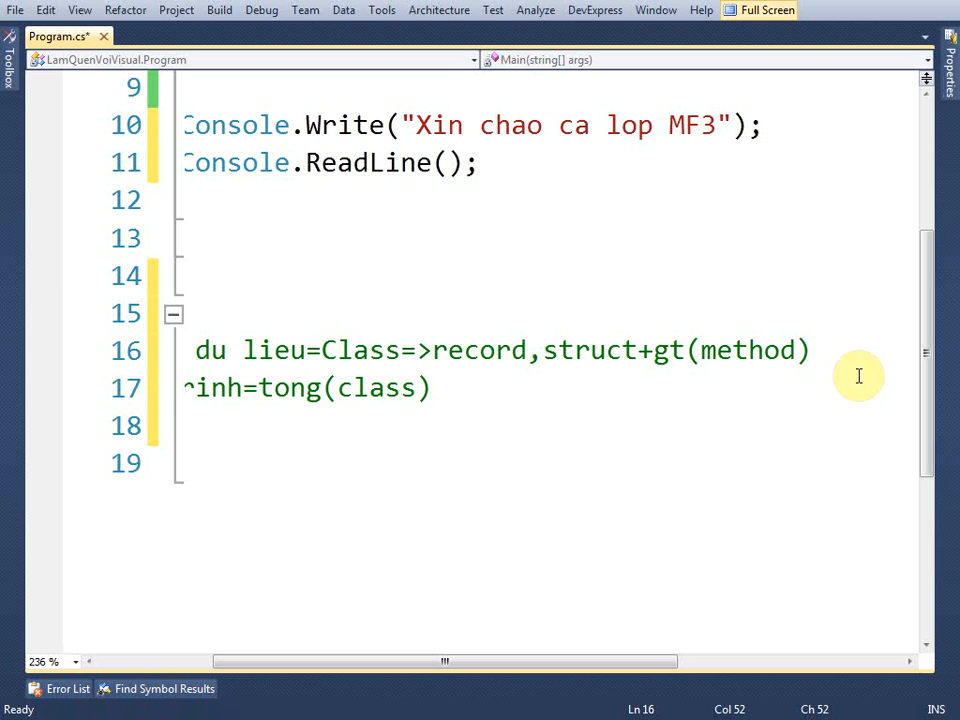 File Edit View Refactor Project Build Debug Team Data Tools Architecture Test Analyze DevExpress Window Help Full Screen
Program.cs*
LamQuenVoiVisual.Program Main(string[] args)
Toolbox
Properties
9
10 Console.Write("Xin chao ca lop MF3");
11 Console.ReadLine();
12
13
14
15
16 du lieu=Class=>record,struct+gt(method)
17 rinh=tong(class)
18
19
236 %
Error List Find Symbol Results
Ready Ln 16 Col 52 Ch 52 INS